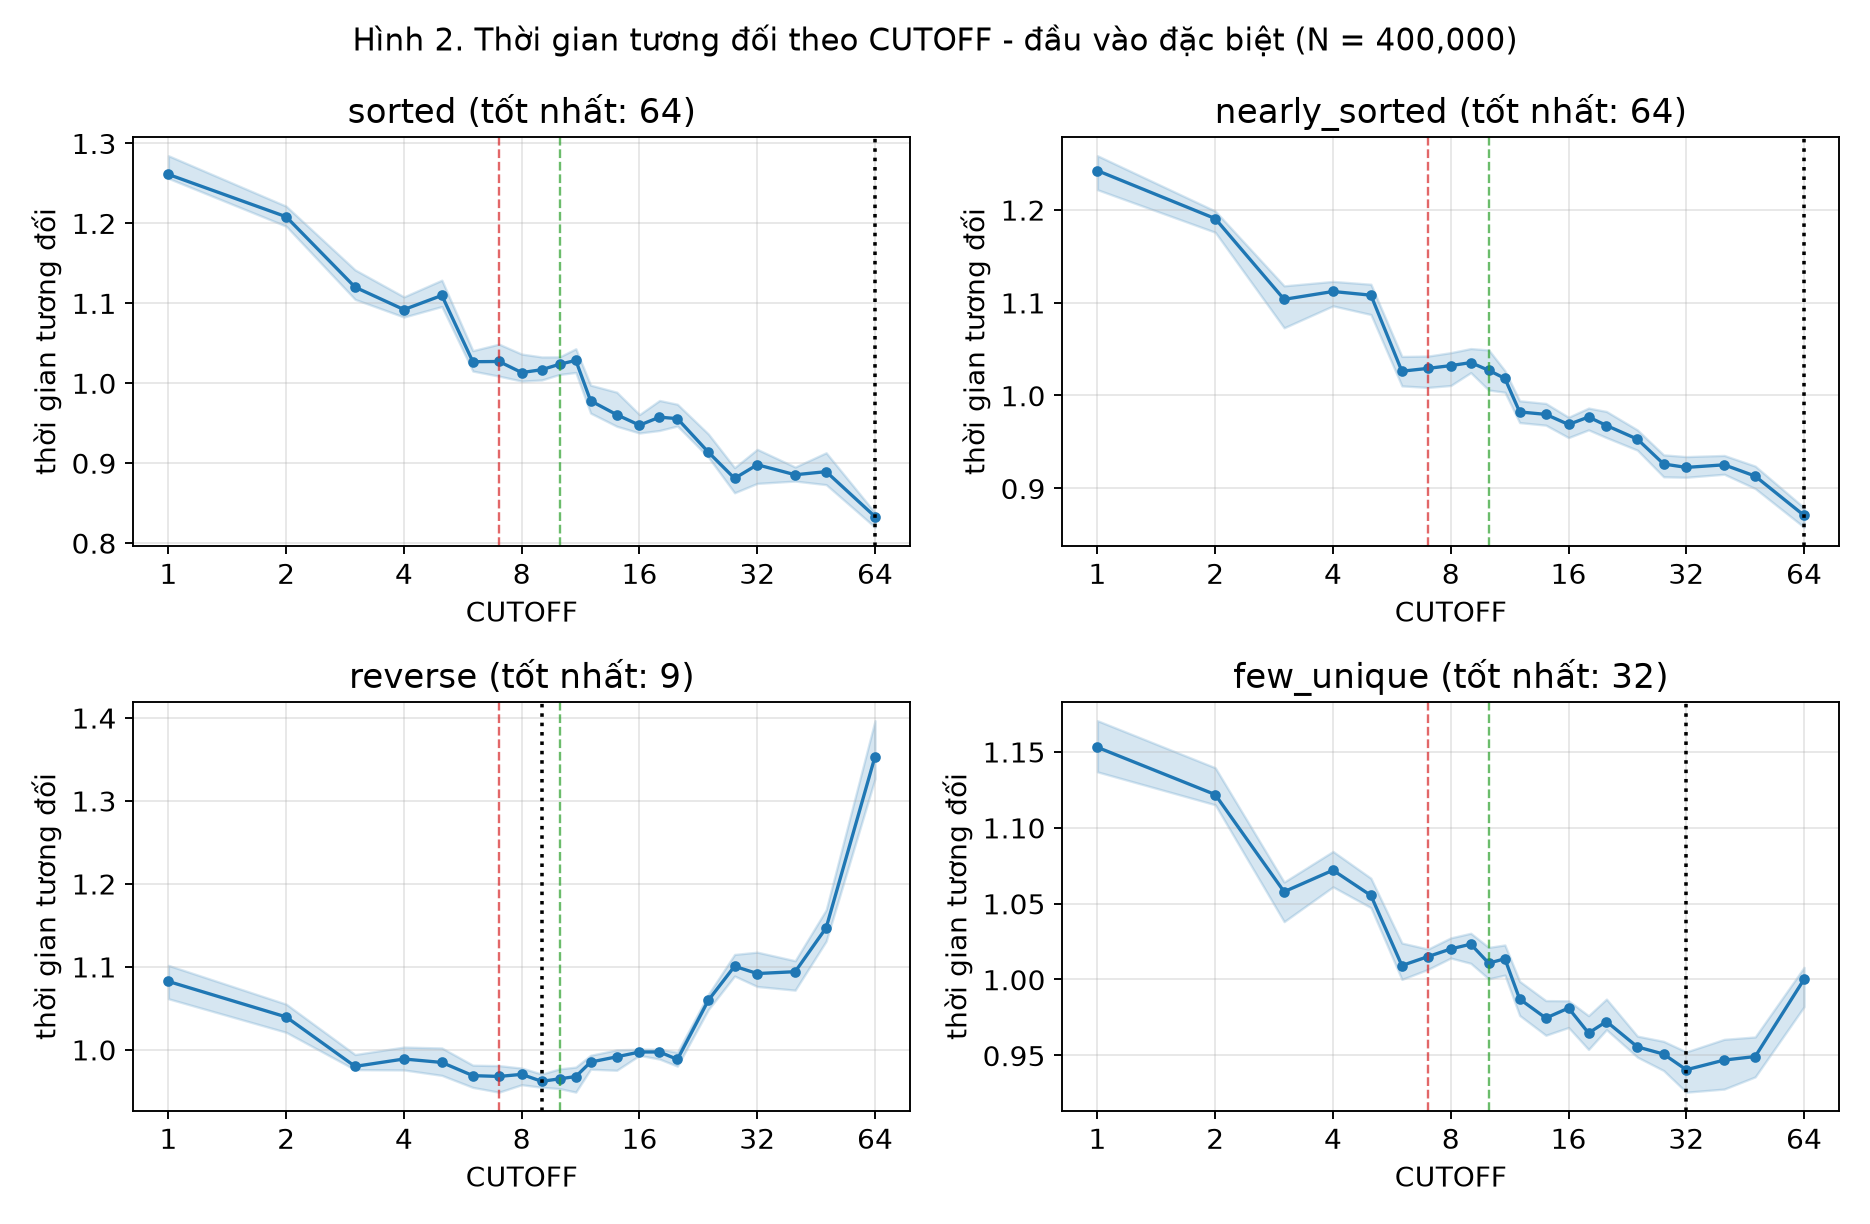 Hình 2. Thời gian tương đối theo CUTOFF - đầu vào đặc biệt (N = 400,000)
sorted (tốt nhất: 64)
thời gian tương đối
1.3
1.2
1.1
1.0
0.9
0.8
1 2 4 8 16 32 64
CUTOFF
nearly_sorted (tốt nhất: 64)
thời gian tương đối
1.2
1.1
1.0
0.9
1 2 4 8 16 32 64
CUTOFF
reverse (tốt nhất: 9)
thời gian tương đối
1.4
1.3
1.2
1.1
1.0
1 2 4 8 16 32 64
CUTOFF
few_unique (tốt nhất: 32)
thời gian tương đối
1.15
1.10
1.05
1.00
0.95
1 2 4 8 16 32 64
CUTOFF